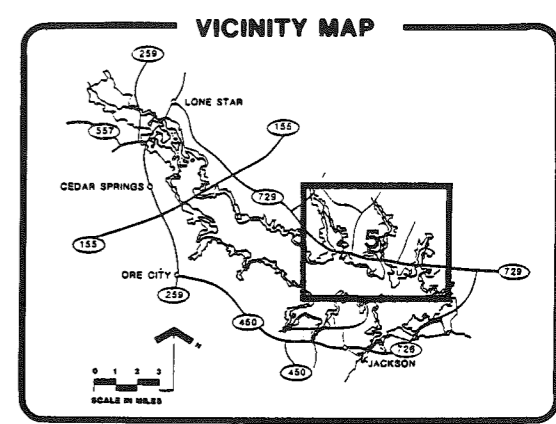 VICINITY MAP
259
LONE STAR
557
155
CEDAR SPRINGS
729
5
155
ORE CITY
729
259
450
726
JACKSON
450
N
0 1 2 3
SCALE IN MILES